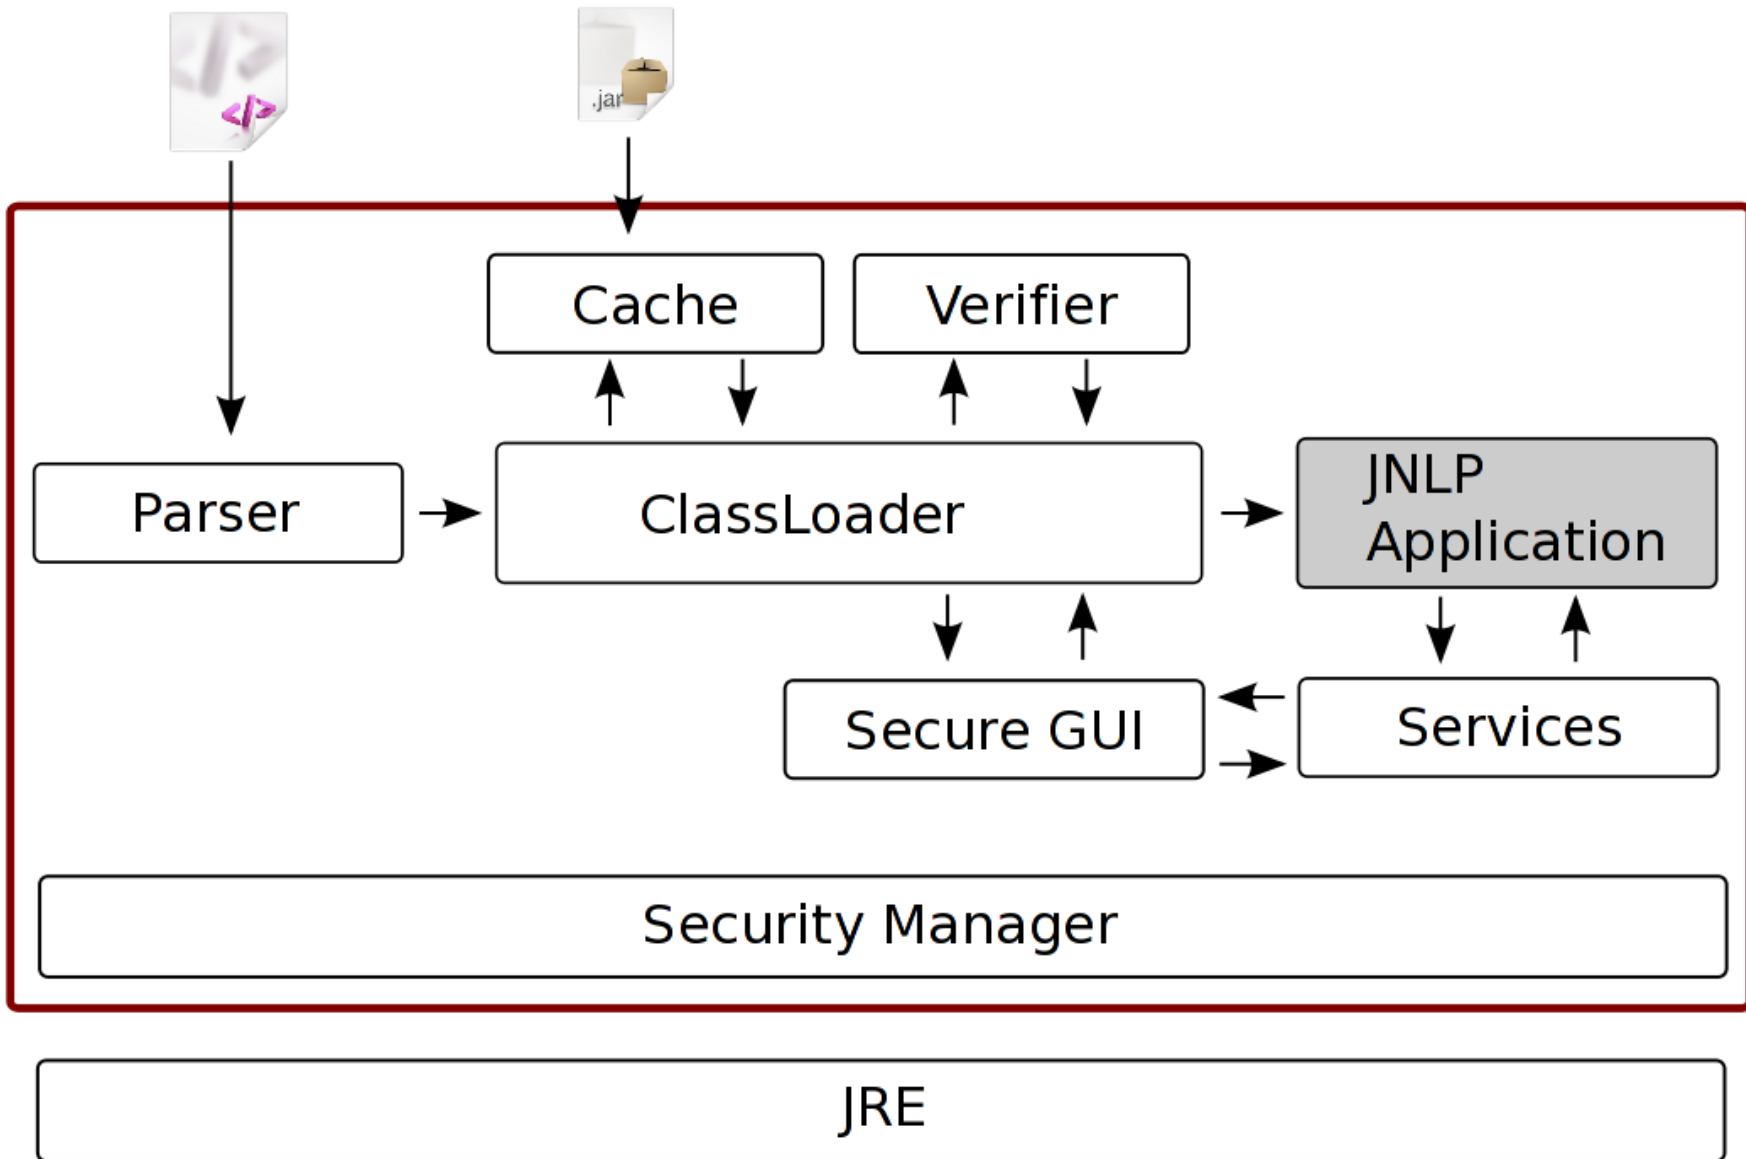 .jar
Cache
Verifier
Parser
ClassLoader
JNLP
Application
Secure GUI
Services
Security Manager
JRE